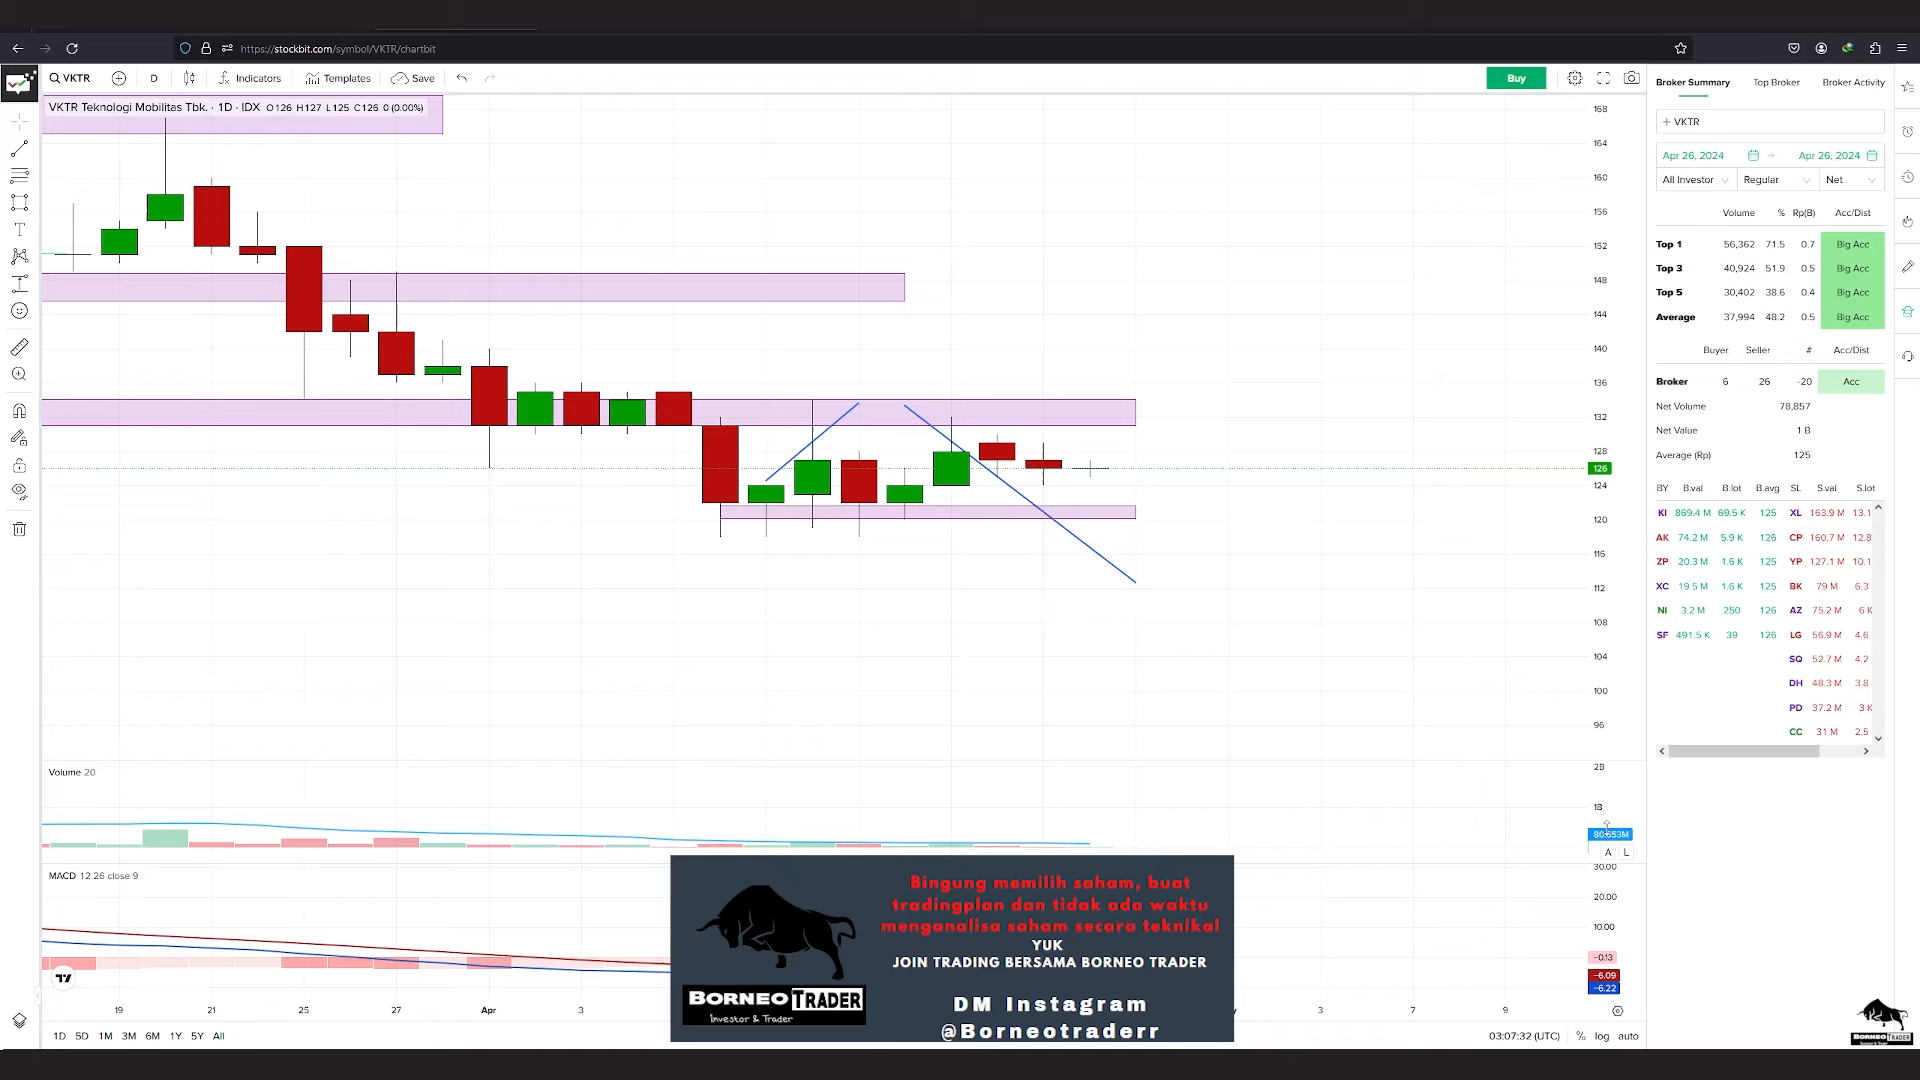 https://stockbit.com/symbol/VKTR/chartbit
VKTR D Indicators Templates Save Buy
VKTR Teknologi Mobilitas Tbk. · 1D · IDX O126 H127 L125 C126 0 (0.00%)
168
164
160
156
152
148
144
140
136
132
128
126
124
120
116
112
108
104
100
96
Volume 20
2B
1B
A L
MACD 12 26 close 9
30.00
20.00
10.00
−0.13
−6.09
−6.22
19 21 25 27 Apr 3 3 7 9
1D 5D 1M 3M 6M 1Y 5Y All
03:07:32 (UTC) % log auto
Broker Summary Top Broker Broker Activity
+ VKTR
Apr 26, 2024 → Apr 26, 2024
All Investor Regular Net
Volume % Rp(B) Acc/Dist
Top 1 56,362 71.5 0.7 Big Acc
Top 3 40,924 51.9 0.5 Big Acc
Top 5 30,402 38.6 0.4 Big Acc
Average 37,994 48.2 0.5 Big Acc
Buyer Seller # Acc/Dist
Broker 6 26 -20 Acc
Net Volume 78,857
Net Value 1 B
Average (Rp) 125
BY B.val B.lot B.avg SL S.val S.lot
KI 869.4 M 69.5 K 125 XL 163.9 M 13.1
AK 74.2 M 5.9 K 126 CP 160.7 M 12.8
ZP 20.3 M 1.6 K 125 YP 127.1 M 10.1
XC 19.5 M 1.6 K 125 BK 79 M 6.3
NI 3.2 M 250 126 AZ 75.2 M 6 K
SF 491.5 K 39 126 LG 56.9 M 4.6
SQ 52.7 M 4.2
DH 48.3 M 3.8
PD 37.2 M 3 K
CC 31 M 2.5
Bingung memilih saham, buat
tradingplan dan tidak ada waktu
menganalisa saham secara teknikal
YUK
JOIN TRADING BERSAMA BORNEO TRADER
DM Instagram
@Borneotraderr
BORNEO TRADER
Investor & Trader
BORNEO TRADER